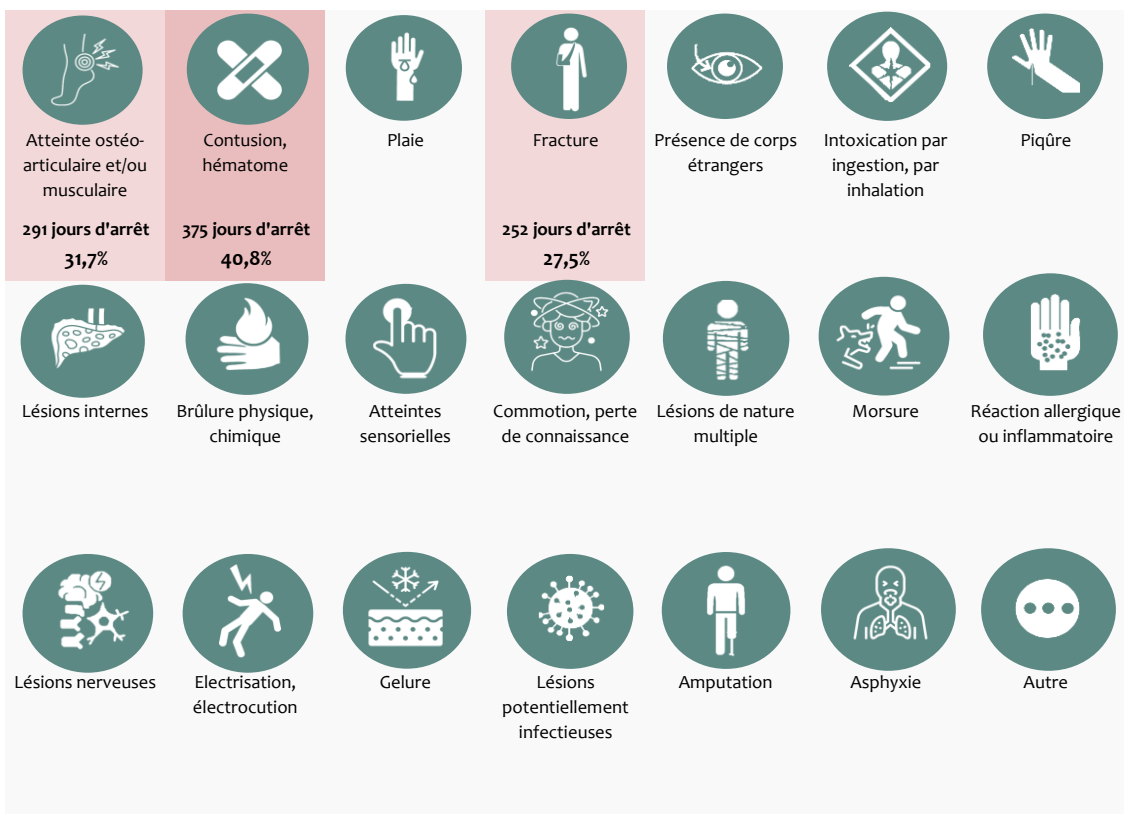 Atteinte ostéo-
articulaire et/ou
musculaire
291 jours d'arrêt
31,7%
Contusion,
hématome
375 jours d'arrêt
40,8%
Plaie
Fracture
252 jours d'arrêt
27,5%
Présence de corps
étrangers
Intoxication par
ingestion, par
inhalation
Piqûre
Lésions internes
Brûlure physique,
chimique
Atteintes
sensorielles
Commotion, perte
de connaissance
Lésions de nature
multiple
Morsure
Réaction allergique
ou inflammatoire
Lésions nerveuses
Electrisation,
électrocution
Gelure
Lésions
potentiellement
infectieuses
Amputation
Asphyxie
Autre